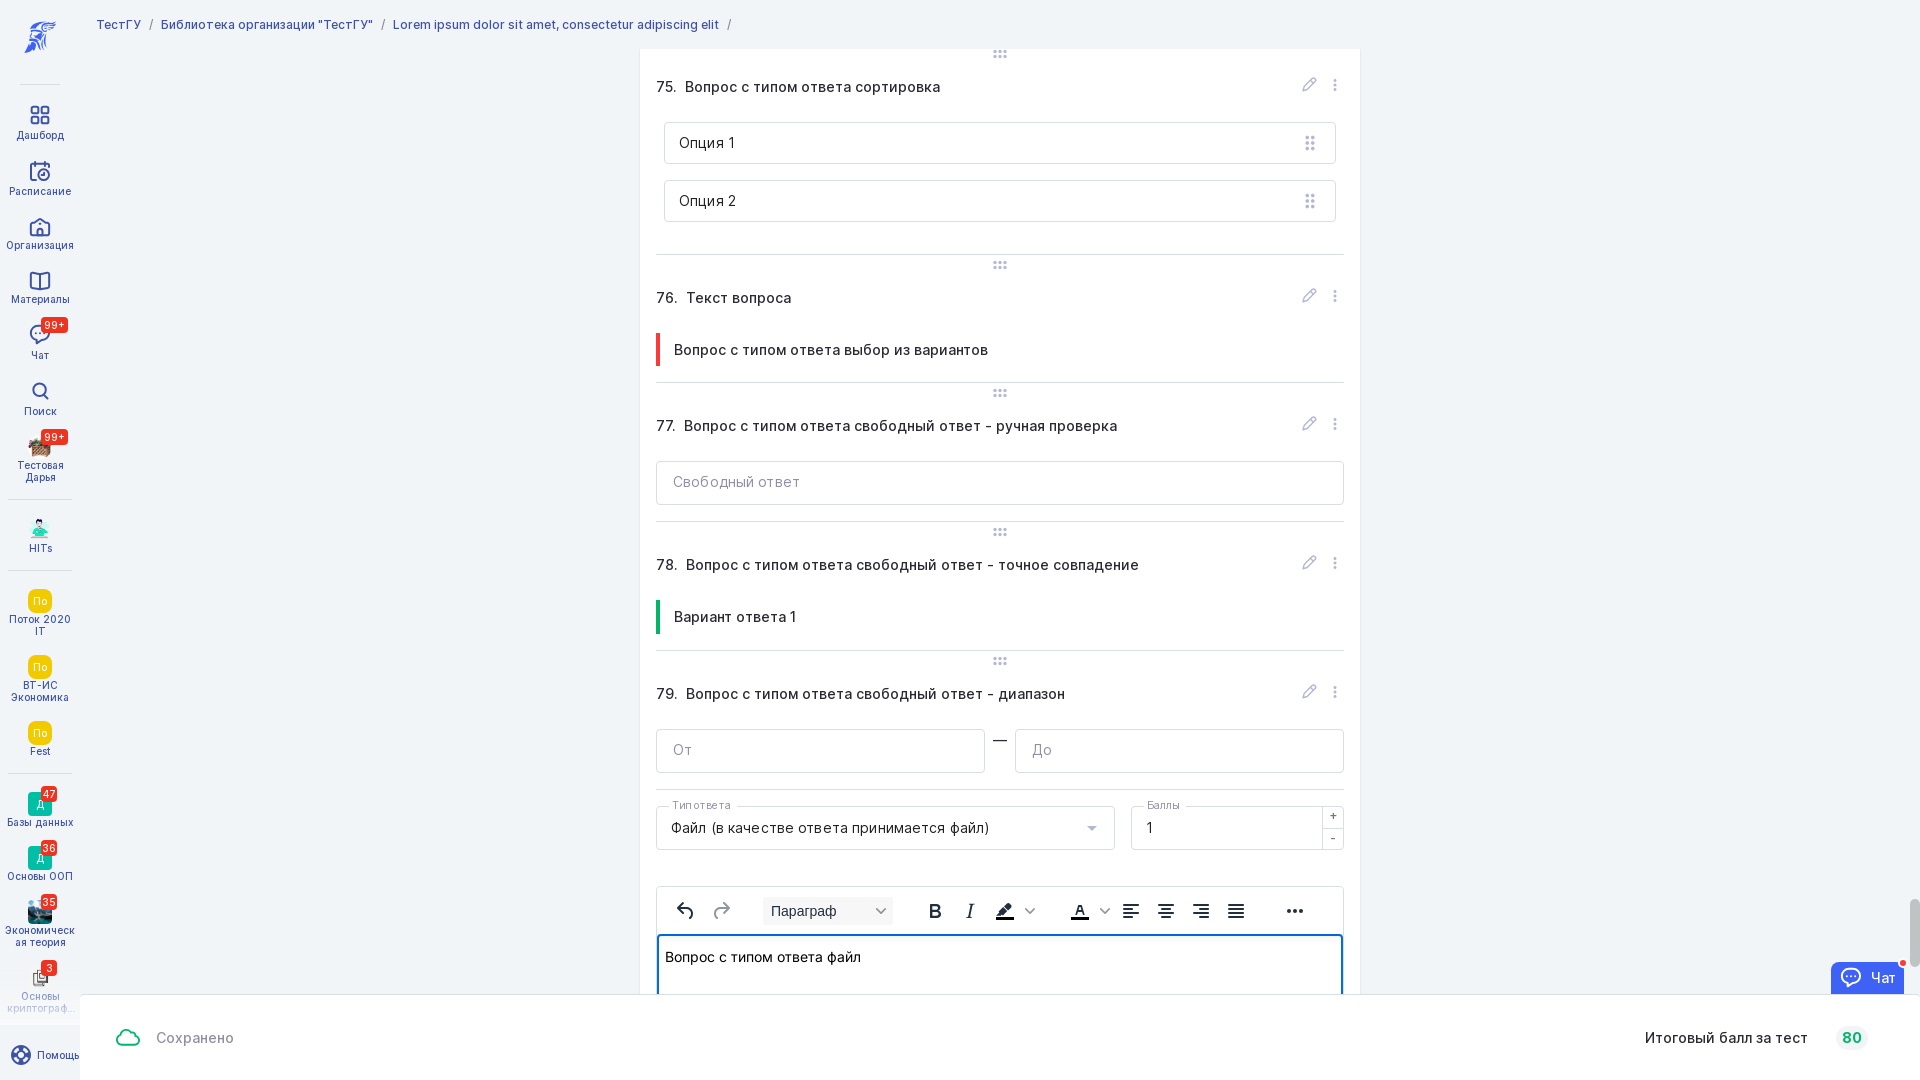 ТестГУ / Библиотека организации "ТестГУ" / Lorem ipsum dolor sit amet, consectetur adipiscing elit /
Дашборд
Расписание
Организация
Материалы
99+
Чат
Поиск
99+
Тестовая
Дарья
HITs
По
Поток 2020
IT
По
ВТ-ИС
Экономика
По
Fest
47
Д
Базы данных
36
Д
Основы ООП
35
Экономическ
ая теория
3
Основы
криптограф...
Помощь
75. Вопрос с типом ответа сортировка
Опция 1
Опция 2
76. Текст вопроса
Вопрос с типом ответа выбор из вариантов
77. Вопрос с типом ответа свободный ответ - ручная проверка
Свободный ответ
78. Вопрос с типом ответа свободный ответ - точное совпадение
Вариант ответа 1
79. Вопрос с типом ответа свободный ответ - диапазон
От — До
Тип ответа
Файл (в качестве ответа принимается файл)
Баллы
1
+
-
Параграф
Вопрос с типом ответа файл
Чат
Сохранено
Итоговый балл за тест 80